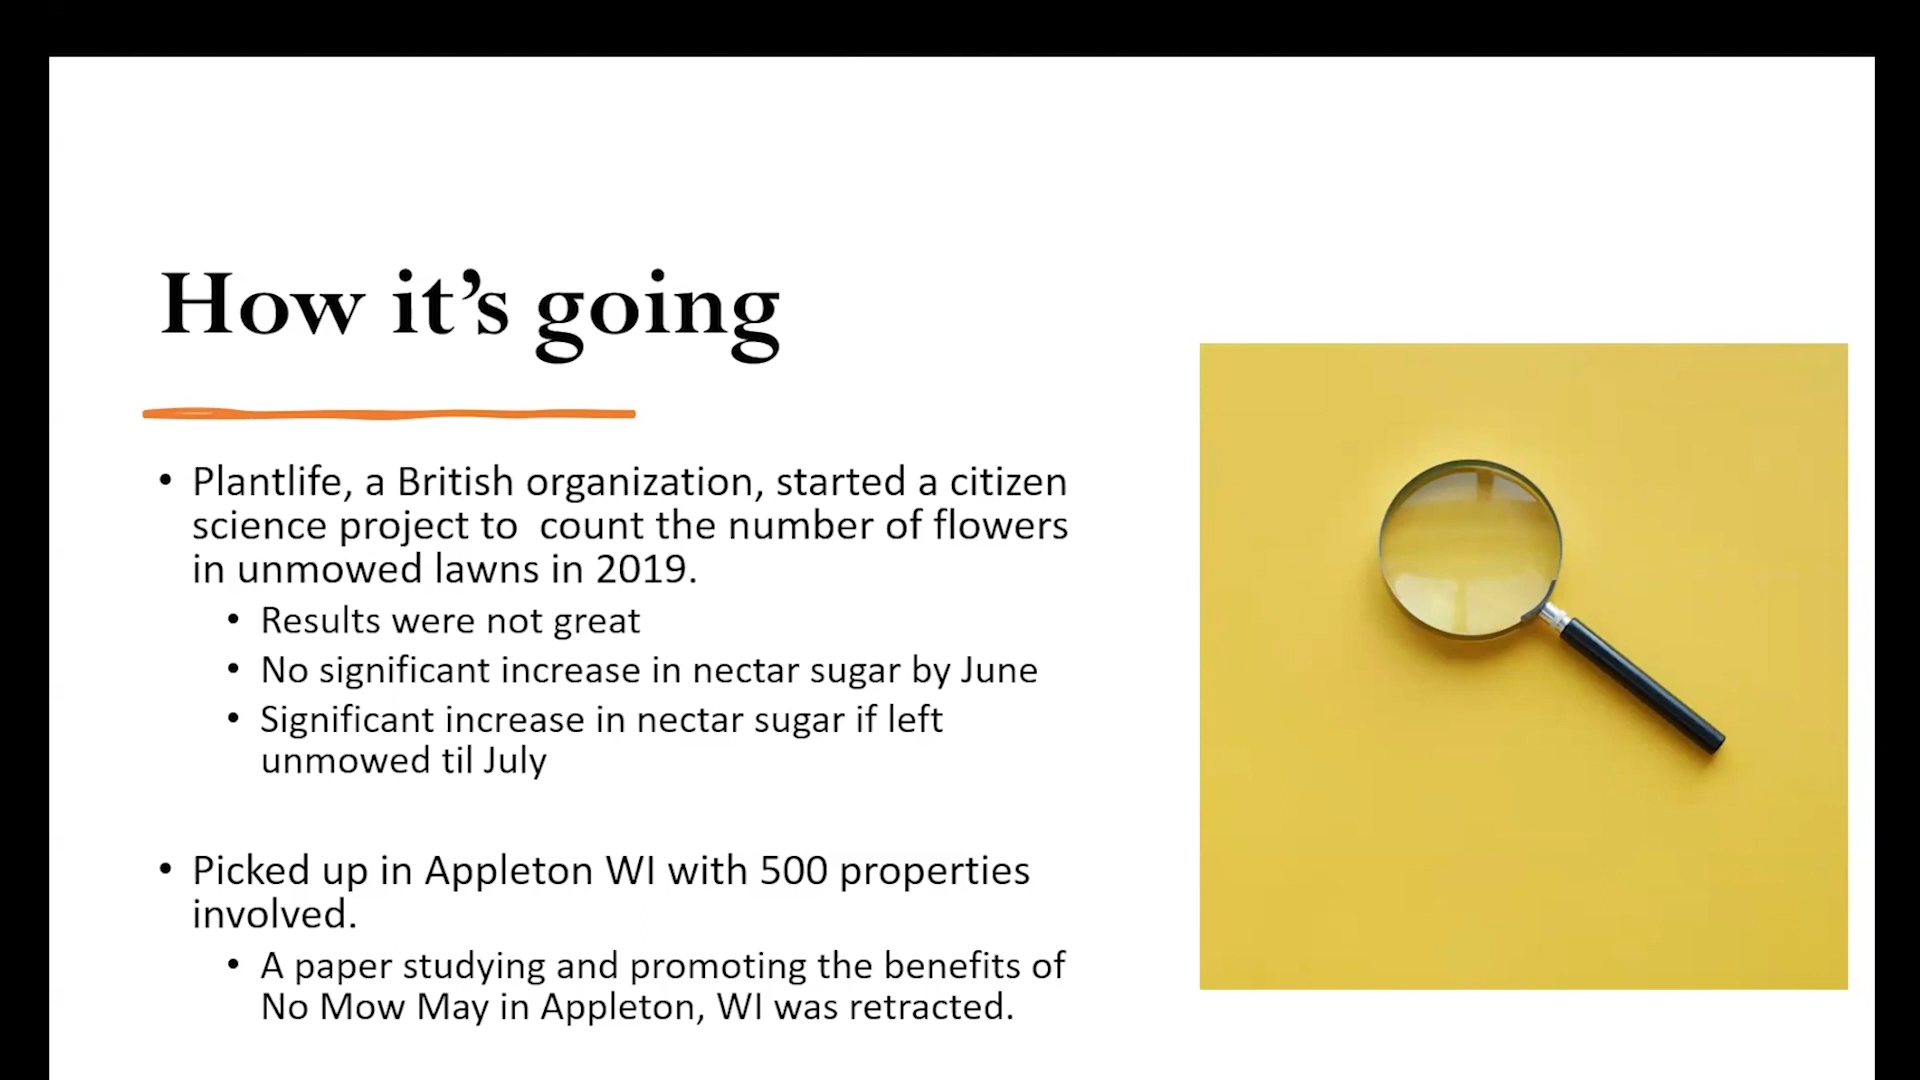 How it’s going
• Plantlife, a British organization, started a citizen
science project to  count the number of flowers
in unmowed lawns in 2019.
• Results were not great
• No significant increase in nectar sugar by June
• Significant increase in nectar sugar if left
unmowed til July
• Picked up in Appleton WI with 500 properties
involved.
• A paper studying and promoting the benefits of
No Mow May in Appleton, WI was retracted.